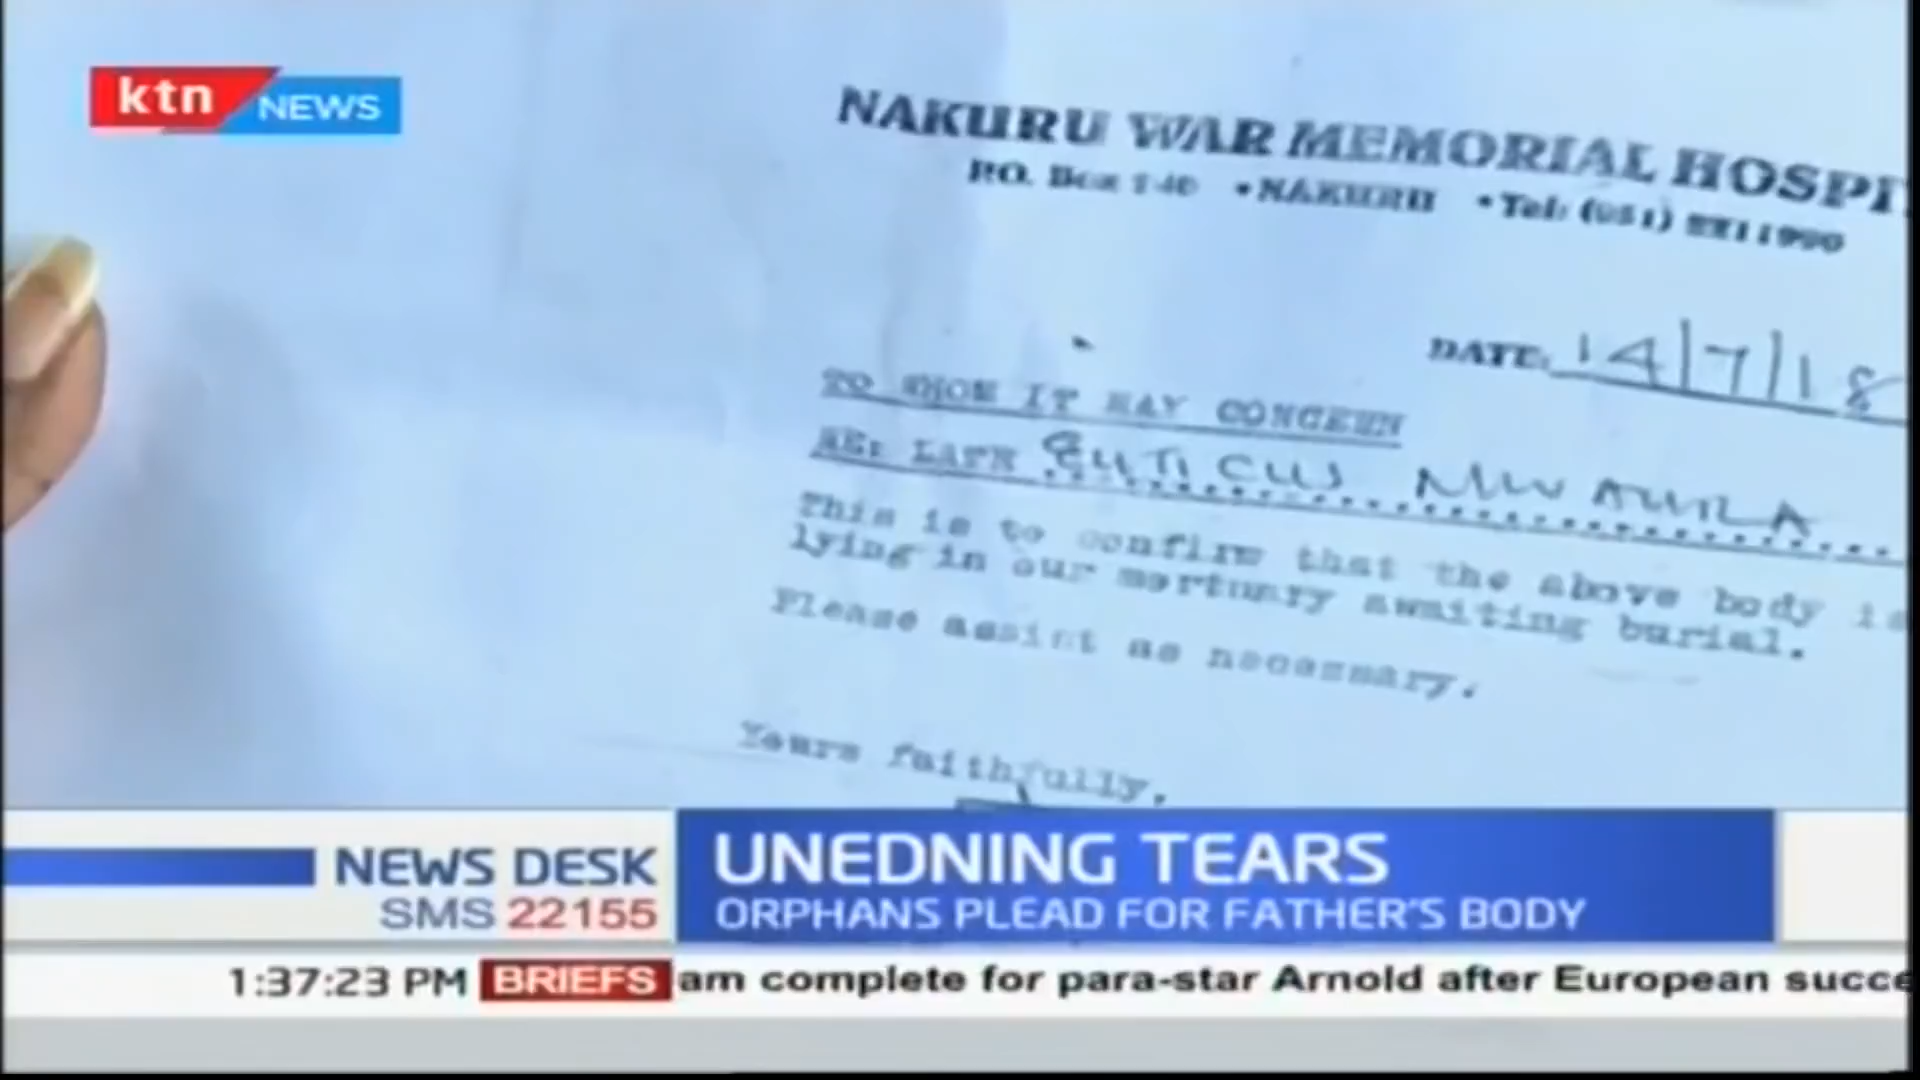 ktn NEWS
NAKURU WAR MEMORIAL HOSPI
P.O. Box • NAKURU • Tel: (051)
DATE: 14/7/18
TO WHOM IT MAY CONCERN
RE: LATE MWAURA
This is to confirm that the above body is
lying in our mortuary awaiting burial.
Please assist as necessary.
Yours faithfully,
NEWS DESK
SMS 22155
UNEDNING TEARS
ORPHANS PLEAD FOR FATHER'S BODY
1:37:23 PM BRIEFS am complete for para-star Arnold after European succe